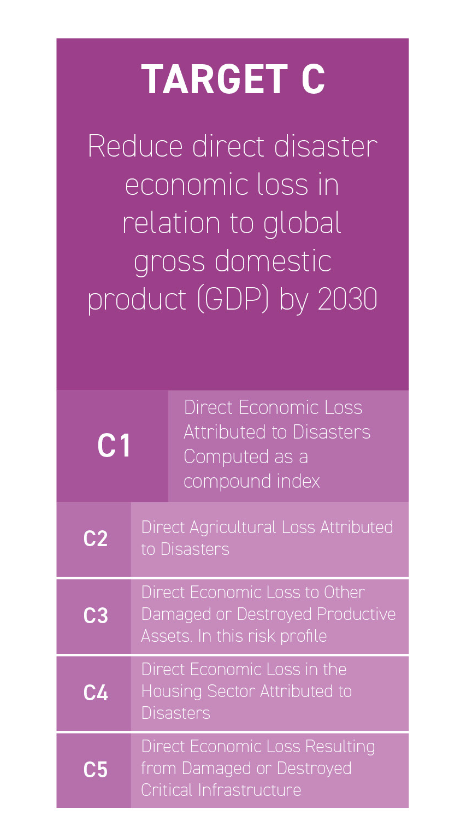 TARGET C
Reduce direct disaster
economic loss in
relation to global
gross domestic
product (GDP) by 2030
C1
Direct Economic Loss
Attributed to Disasters
Computed as a
compound index
C2
Direct Agricultural Loss Attributed
to Disasters
C3
Direct Economic Loss to Other
Damaged or Destroyed Productive
Assets. In this risk profile
C4
Direct Economic Loss in the
Housing Sector Attributed to
Disasters
C5
Direct Economic Loss Resulting
from Damaged or Destroyed
Critical Infrastructure